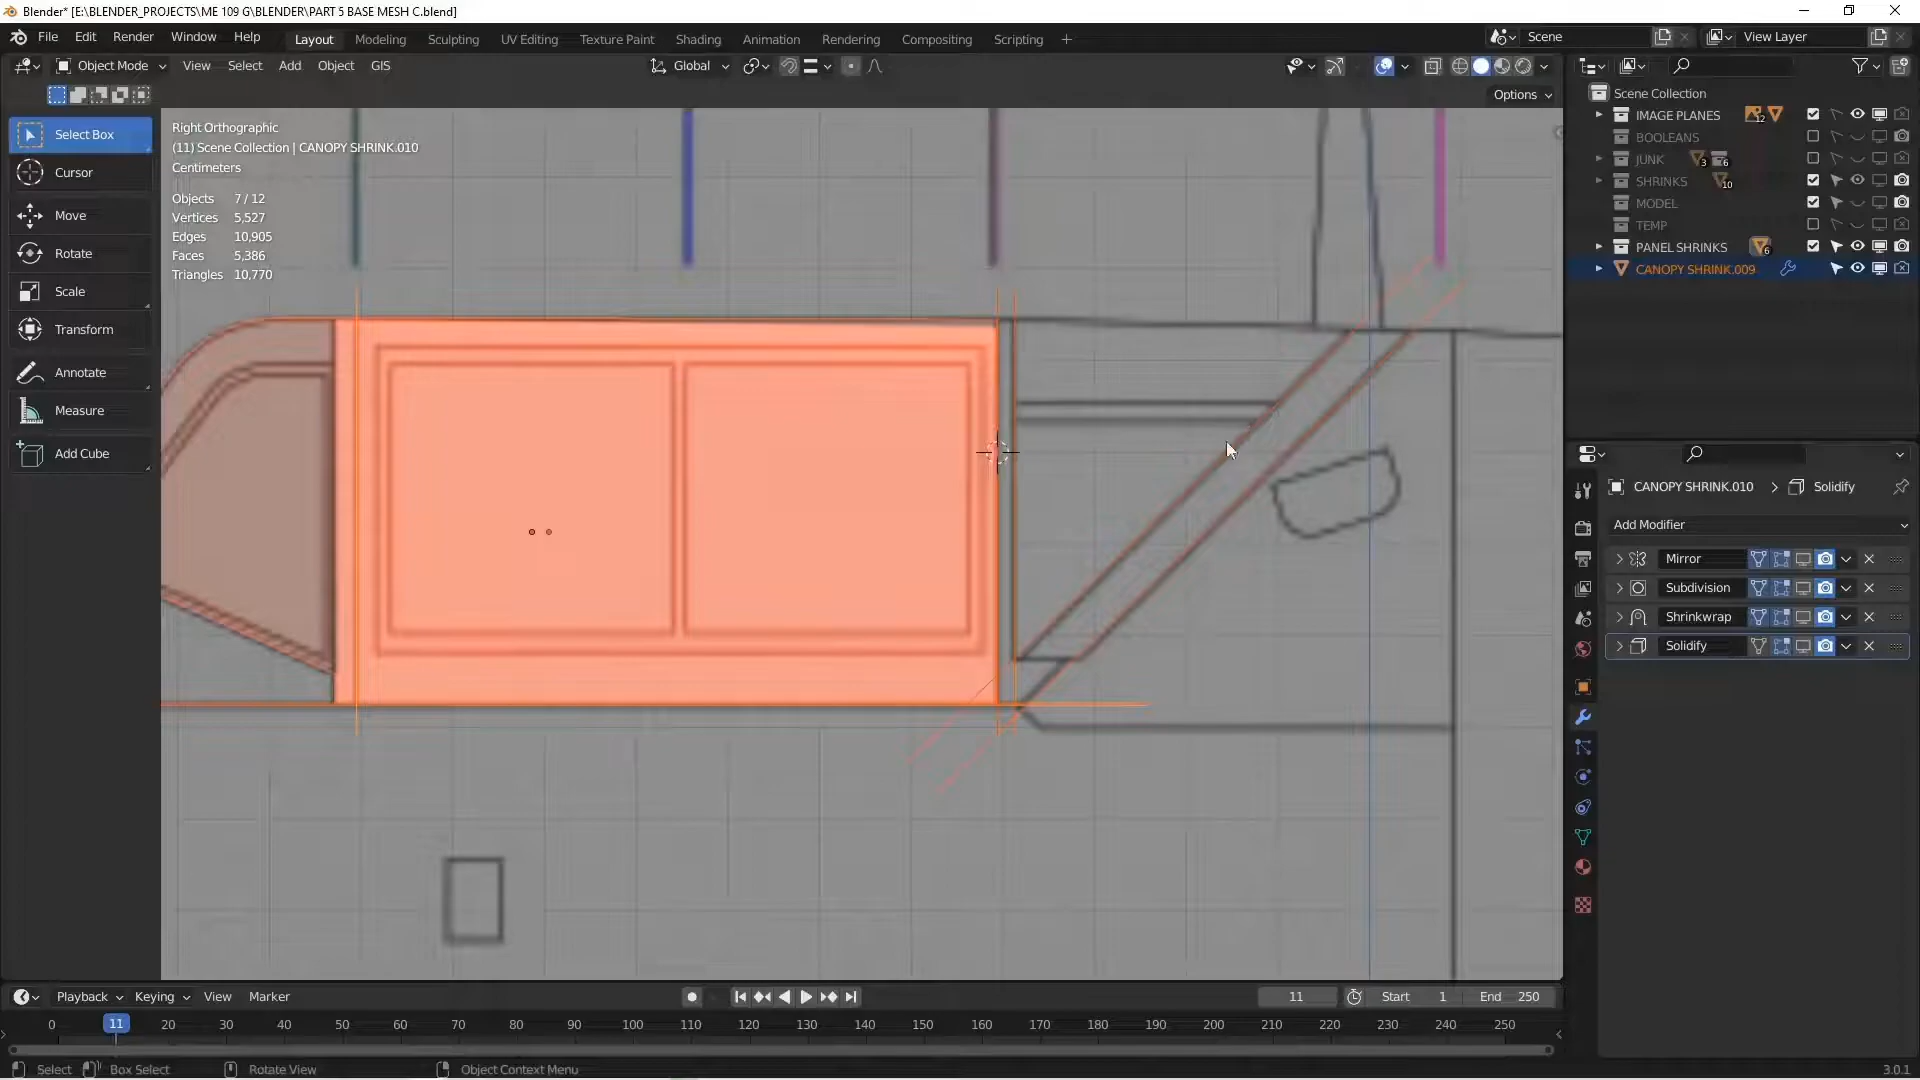 Blender* [E:\BLENDER_PROJECTS\ME 109 G\BLENDER\PART 5 BASE MESH C.blend]
File Edit Render Window Help Layout Modeling Sculpting UV Editing Texture Paint Shading Animation Rendering Compositing Scripting + Scene View Layer
Object Mode View Select Add Object GIS Global
Options
Select Box
Cursor
Move
Rotate
Scale
Transform
Annotate
Measure
Add Cube
Right Orthographic
(11) Scene Collection | CANOPY SHRINK.010
Centimeters
Objects 7 / 12
Vertices 5,527
Edges 10,905
Faces 5,386
Triangles 10,770
Scene Collection
IMAGE PLANES 12
BOOLEANS
JUNK 3 6
SHRINKS 10
MODEL
TEMP
PANEL SHRINKS 6
CANOPY SHRINK.009
CANOPY SHRINK.010 > Solidify
Add Modifier
Mirror
Subdivision
Shrinkwrap
Solidify
Playback Keying View Marker 11 Start 1 End 250
0 11 20 30 40 50 60 70 80 90 100 110 120 130 140 150 160 170 180 190 200 210 220 230 240 250
Select Box Select Rotate View Object Context Menu 3.0.1